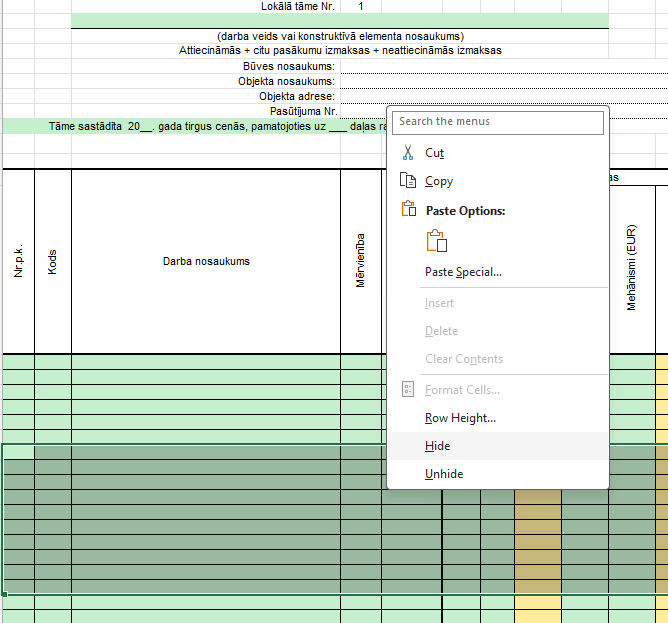 Lokālā tāme Nr. 1
(darba veids vai konstruktīvā elementa nosaukums)
Attiecināmās + citu pasākumu izmaksas + neattiecināmās izmaksas
Būves nosaukums:
Objekta nosaukums:
Objekta adrese:
Pasūtījuma Nr.
Tāme sastādīta 20__. gada tirgus cenās, pamatojoties uz ___ daļas ra
as
Nr.p.k.
Kods
Darba nosaukums
Mērvienība
Mehānismi (EUR)
Search the menus
Cut
Copy
Paste Options:
Paste Special...
Insert
Delete
Clear Contents
Format Cells...
Row Height...
Hide
Unhide